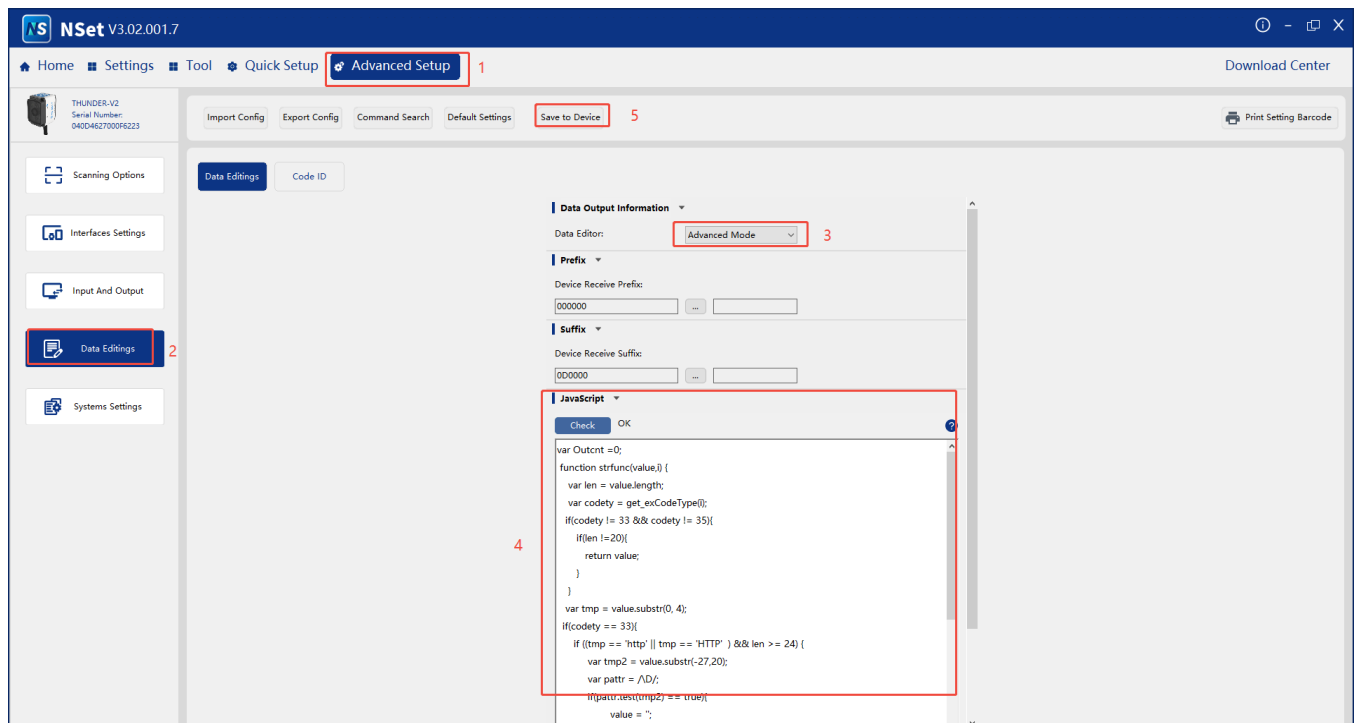 NS NSet V3.02.001.7
Home Settings Tool Quick Setup Advanced Setup 1 Download Center
THUNDER-V2
Serial Number:
040D4627000F6223
Import Config Export Config Command Search Default Settings Save to Device 5 Print Setting Barcode
Scanning Options
Interfaces Settings
Input And Output
Data Editings 2
Systems Settings
Data Editings Code ID
Data Output Information
Data Editor: Advanced Mode 3
Prefix
Device Receive Prefix:
000000 ...
Suffix
Device Receive Suffix:
0D0000 ...
JavaScript
Check OK ?
4
var Outcnt =0;
function strfunc(value,i) {
var len = value.length;
var codety = get_exCodeType(i);
if(codety != 33 && codety != 35){
if(len !=20){
return value;
}
}
var tmp = value.substr(0, 4);
if(codety == 33){
if ((tmp == 'http' || tmp == 'HTTP' ) && len >= 24) {
var tmp2 = value.substr(-27,20);
var pattr = /\D/;
if(pattr.test(tmp2) == true){
value = '';